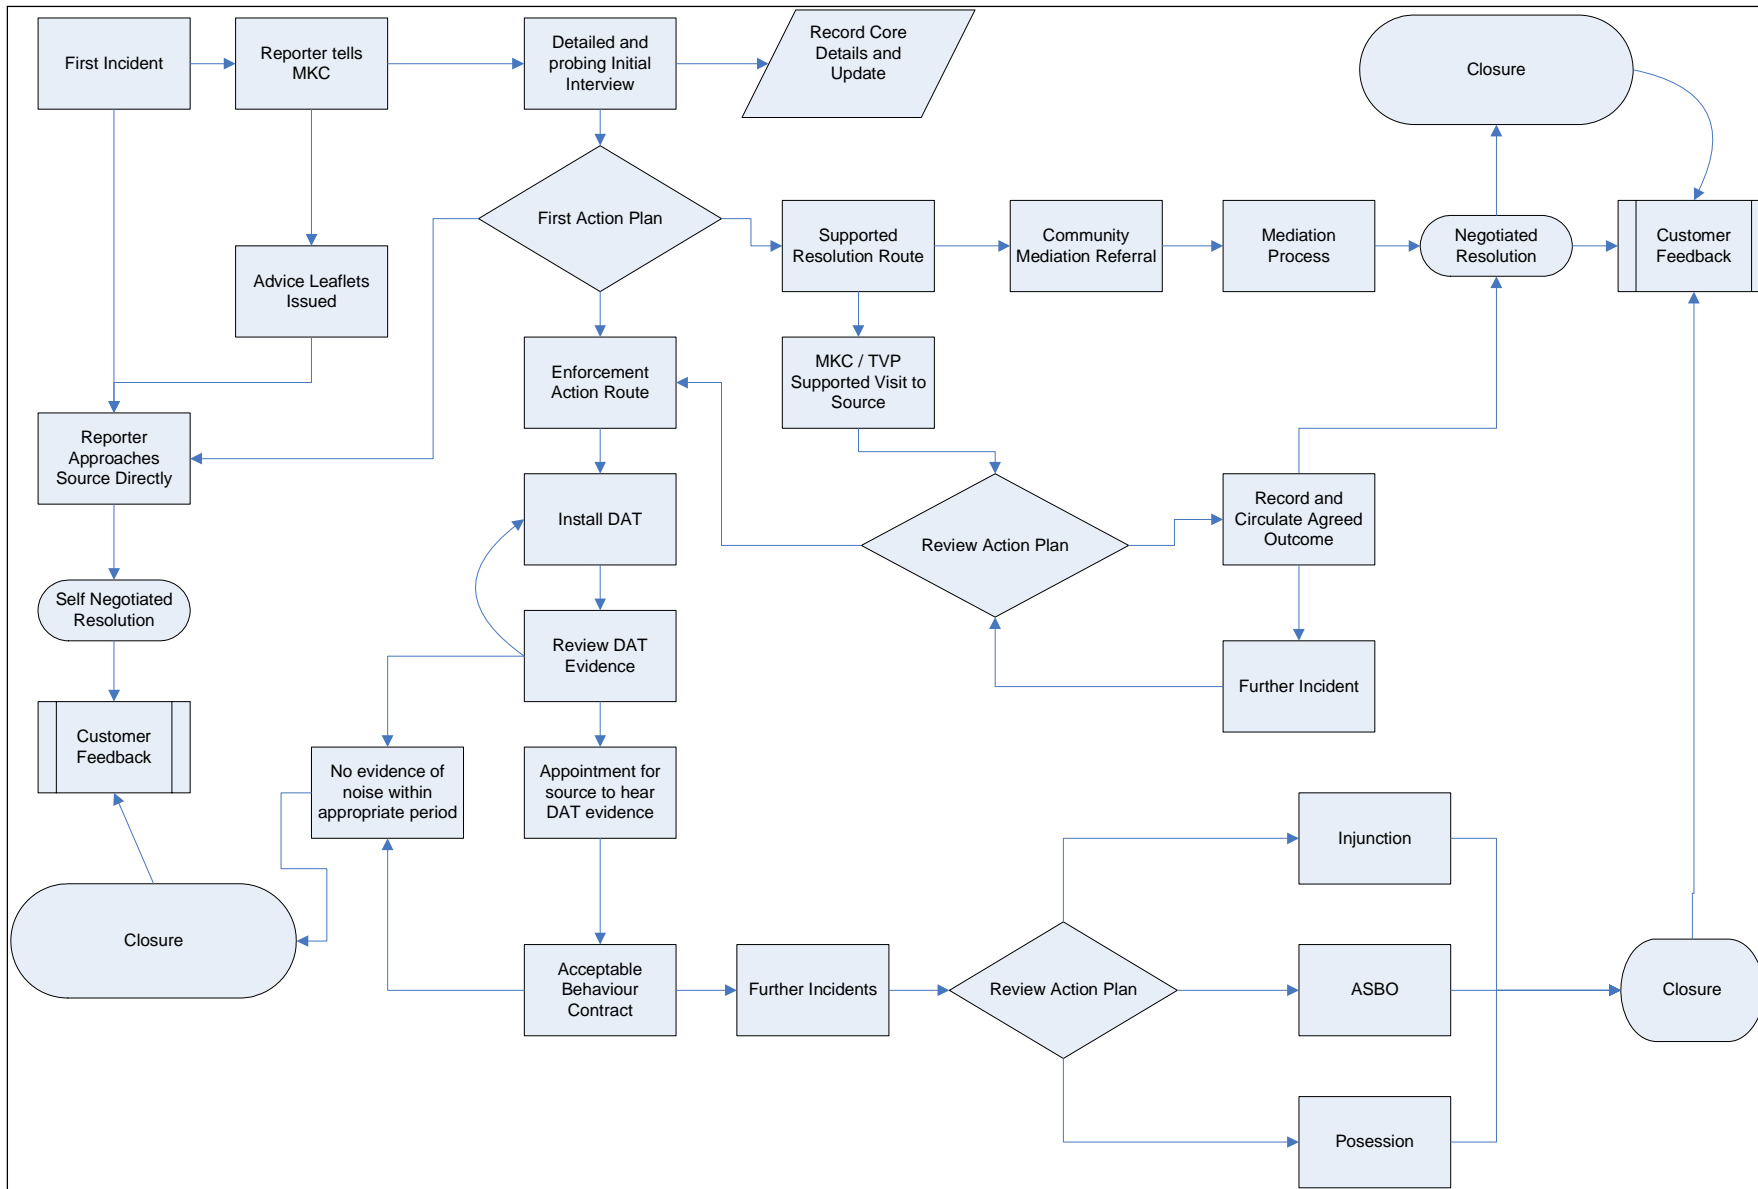 First Incident
Reporter tells
MKC
Detailed and
probing Initial
Interview
Record Core
Details and
Update
Closure
First Action Plan
Supported
Resolution Route
Community
Mediation Referral
Mediation
Process
Negotiated
Resolution
Customer
Feedback
Advice Leaflets
Issued
Enforcement
Action Route
MKC / TVP
Supported Visit to
Source
Reporter
Approaches
Source Directly
Install DAT
Review Action Plan
Record and
Circulate Agreed
Outcome
Self Negotiated
Resolution
Review DAT
Evidence
Further Incident
Customer
Feedback
No evidence of
noise within
appropriate period
Appointment for
source to hear
DAT evidence
Injunction
Closure
Acceptable
Behaviour
Contract
Further Incidents
Review Action Plan
ASBO
Closure
Posession